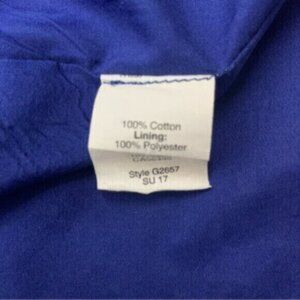 100% Cotton
Lining:
100% Polyester
Style G2657
SU 17